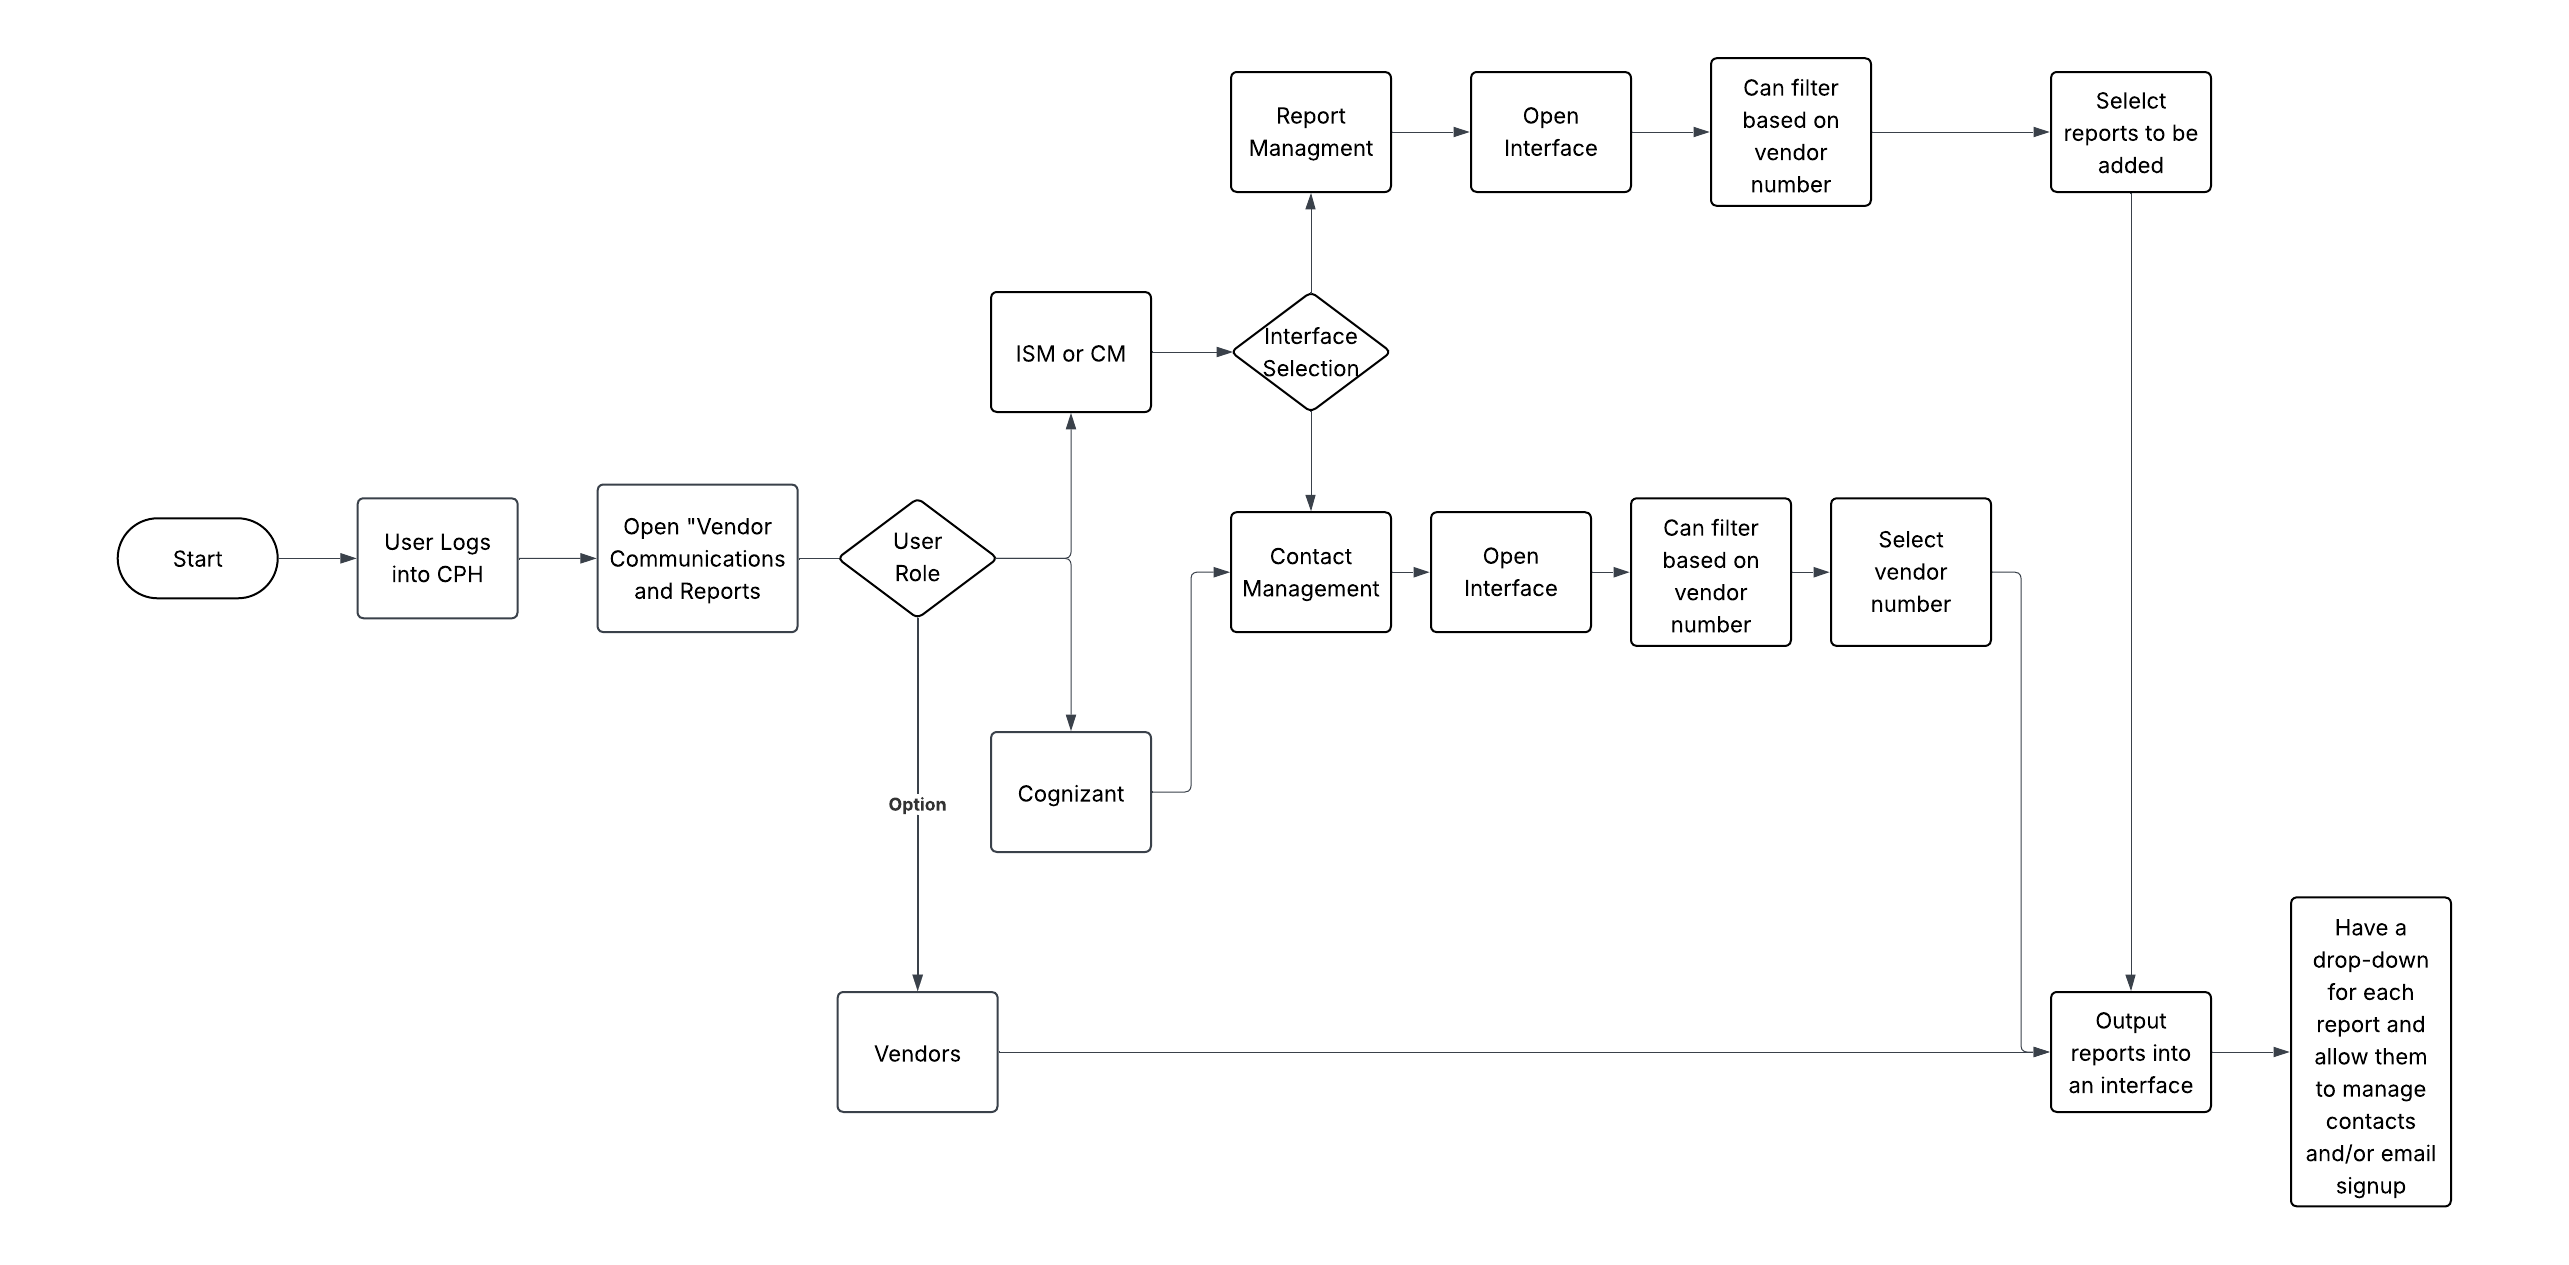 Report
Managment
Open
Interface
Can filter
based on
vendor
number
Selelct
reports to be
added
ISM or CM
Interface
Selection
Start
User Logs
into CPH
Open "Vendor
Communications
and Reports
User
Role
Contact
Management
Open
Interface
Can filter
based on
vendor
number
Select
vendor
number
Cognizant
Option
Vendors
Output
reports into
an interface
Have a
drop-down
for each
report and
allow them
to manage
contacts
and/or email
signup